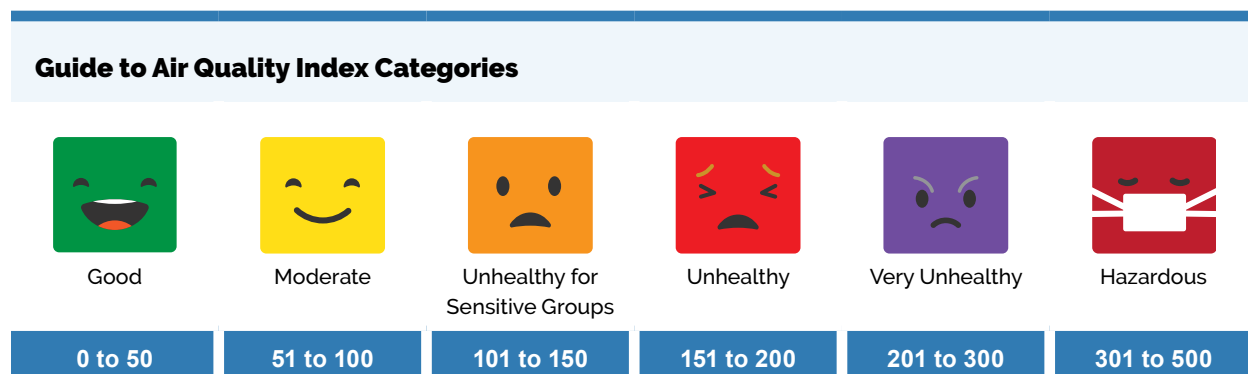 Guide to Air Quality Index Categories
Good
Moderate
Unhealthy for
Sensitive Groups
Unhealthy
Very Unhealthy
Hazardous
0 to 50
51 to 100
101 to 150
151 to 200
201 to 300
301 to 500